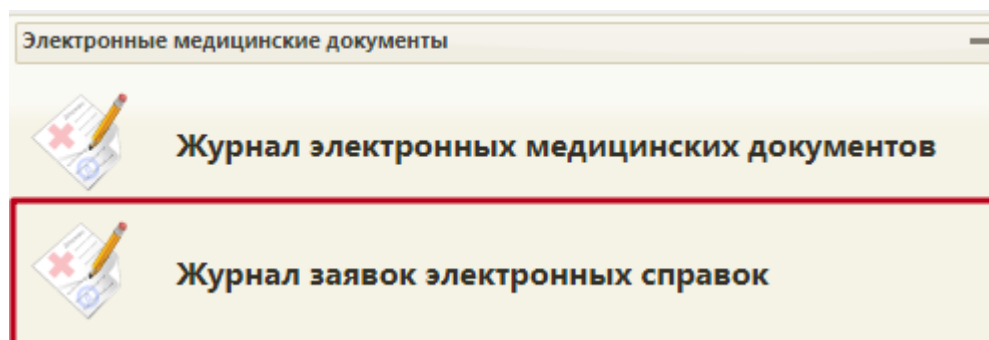 Электронные медицинские документы
Журнал электронных медицинских документов
Журнал заявок электронных справок